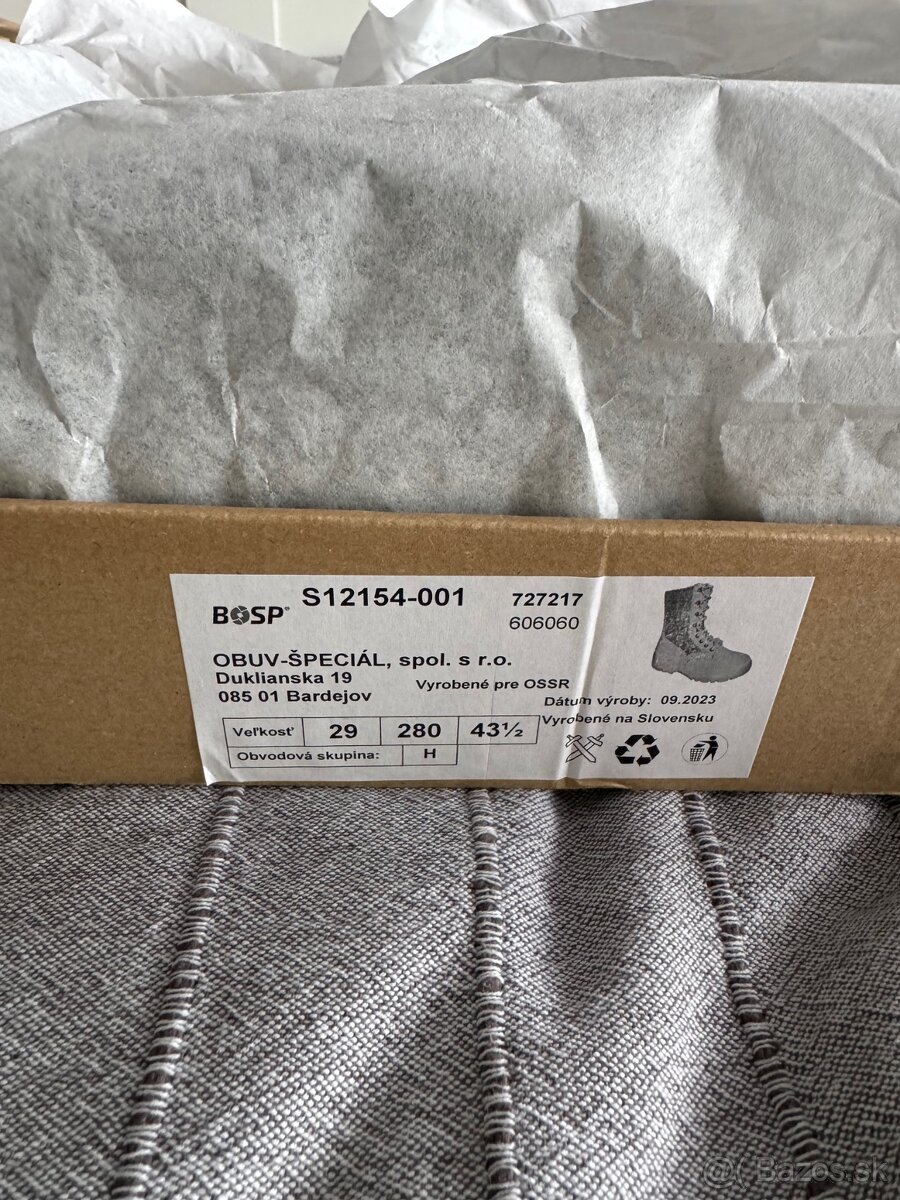 BOSP® S12154-001 727217
606060
OBUV-ŠPECIÁL, spol. s r.o.
Duklianska 19
085 01 Bardejov
Vyrobené pre OSSR
Dátum výroby: 09.2023
Vyrobené na Slovensku
Veľkosť 29 280 43½
Obvodová skupina: H
@( Bazos.sk